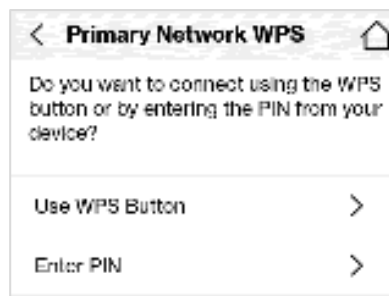 Primary Network WPS
Do you want to connect using the WPS
button or by entering the PIN from your
device?
Use WPS Button
Enter PIN